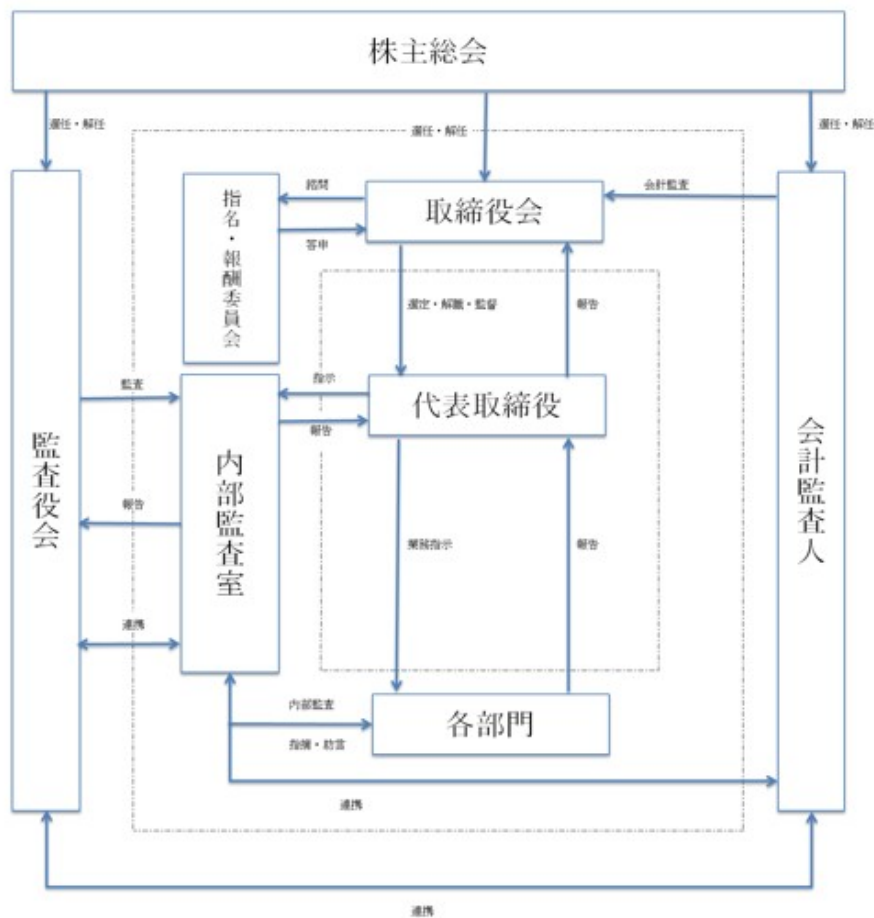 株主総会
選任・解任
選任・解任
選任・解任
諮問
取締役会
会計監査
指名・報酬委員会
答申
選定・解職・監督
報告
監査
指示
代表取締役
報告
監査役会
内部監査室
会計監査人
報告
業務指示
報告
連携
内部監査
各部門
指摘・助言
連携
連携